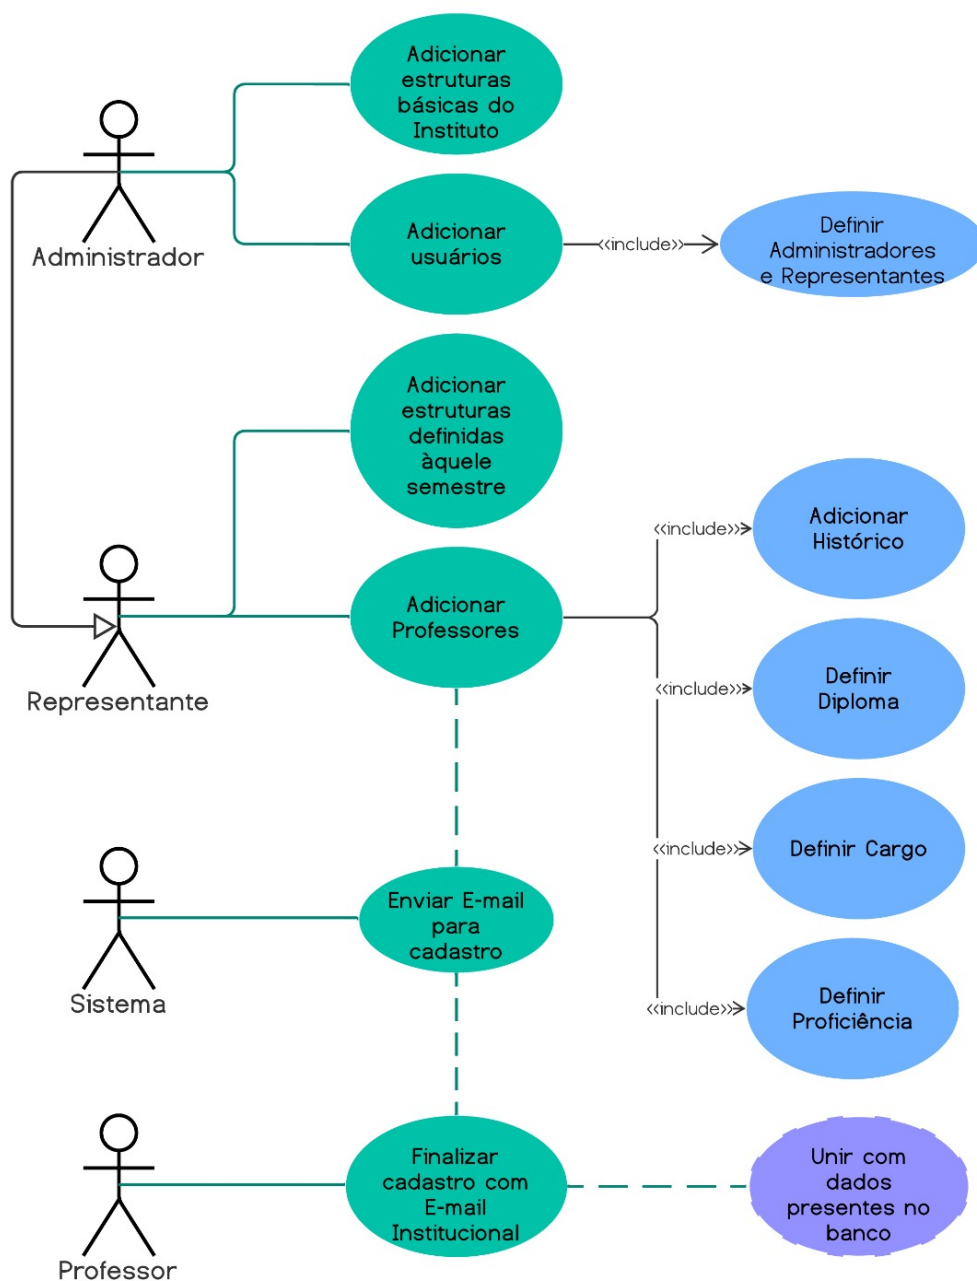 Adicionar
estruturas
básicas do
Instituto
Administrador
Adicionar
usuários
<<include>>
Definir
Administradores
e Representantes
Adicionar
estruturas
definidas
àquele
semestre
Representante
Adicionar
Professores
<<include>>
Adicionar
Histórico
<<include>>
Definir
Diploma
<<include>>
Definir Cargo
<<include>>
Definir
Proficiência
Sistema
Enviar E-mail
para
cadastro
Professor
Finalizar
cadastro com
E-mail
Institucional
Unir com
dados
presentes no
banco